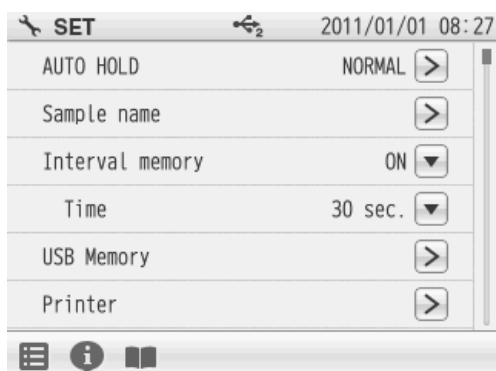 SET 2 2011/01/01 08:27
AUTO HOLD NORMAL
Sample name
Interval memory ON
Time 30 sec.
USB Memory
Printer